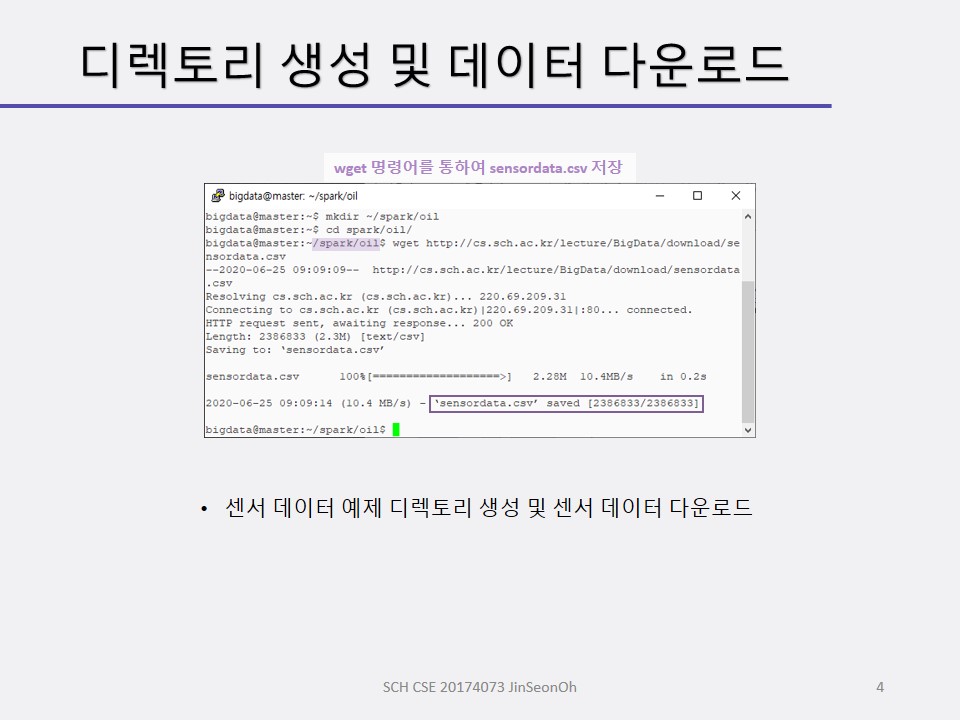 디렉토리 생성 및 데이터 다운로드
wget 명령어를 통하여 sensordata.csv 저장
bigdata@master: ~/spark/oil
bigdata@master:~$ mkdir ~/spark/oil
bigdata@master:~$ cd spark/oil/
bigdata@master:~/spark/oil$ wget http://cs.sch.ac.kr/lecture/BigData/download/se
nsordata.csv
--2020-06-25 09:09:09--  http://cs.sch.ac.kr/lecture/BigData/download/sensordata
.csv
Resolving cs.sch.ac.kr (cs.sch.ac.kr)... 220.69.209.31
Connecting to cs.sch.ac.kr (cs.sch.ac.kr)|220.69.209.31|:80... connected.
HTTP request sent, awaiting response... 200 OK
Length: 2386833 (2.3M) [text/csv]
Saving to: ‘sensordata.csv’
sensordata.csv      100%[===================>]   2.28M  10.4MB/s    in 0.2s
2020-06-25 09:09:14 (10.4 MB/s) - ‘sensordata.csv’ saved [2386833/2386833]
bigdata@master:~/spark/oil$
• 센서 데이터 예제 디렉토리 생성 및 센서 데이터 다운로드
SCH CSE 20174073 JinSeonOh
4